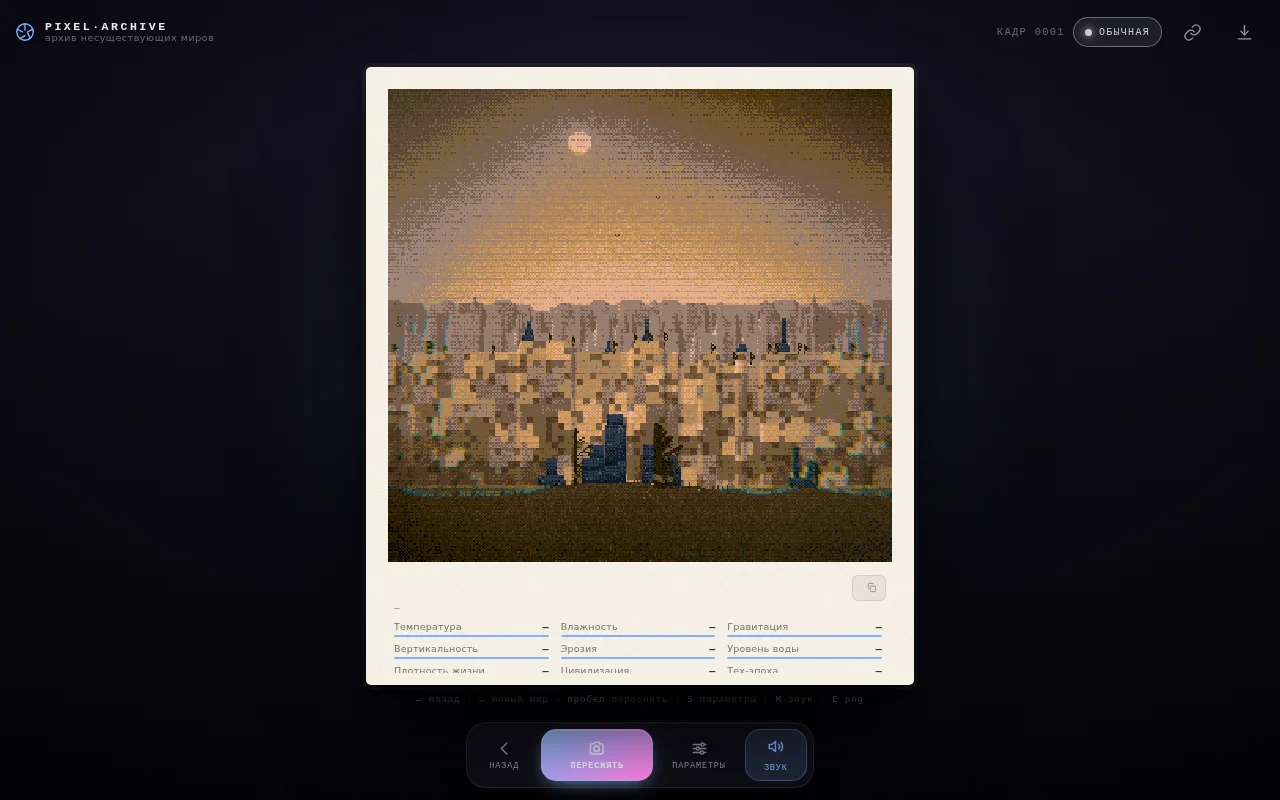 PIXEL·ARCHIVE
архив несуществующих миров
КАДР 0001
ОБЫЧНАЯ
—
Температура —
Влажность —
Гравитация —
Вертикальность —
Эрозия —
Уровень воды —
Плотность жизни —
Цивилизация —
Тех-эпоха —
← назад · → новый мир · пробел переснять · S параметры · M звук · E png
НАЗАД
ПЕРЕСНЯТЬ
ПАРАМЕТРЫ
ЗВУК